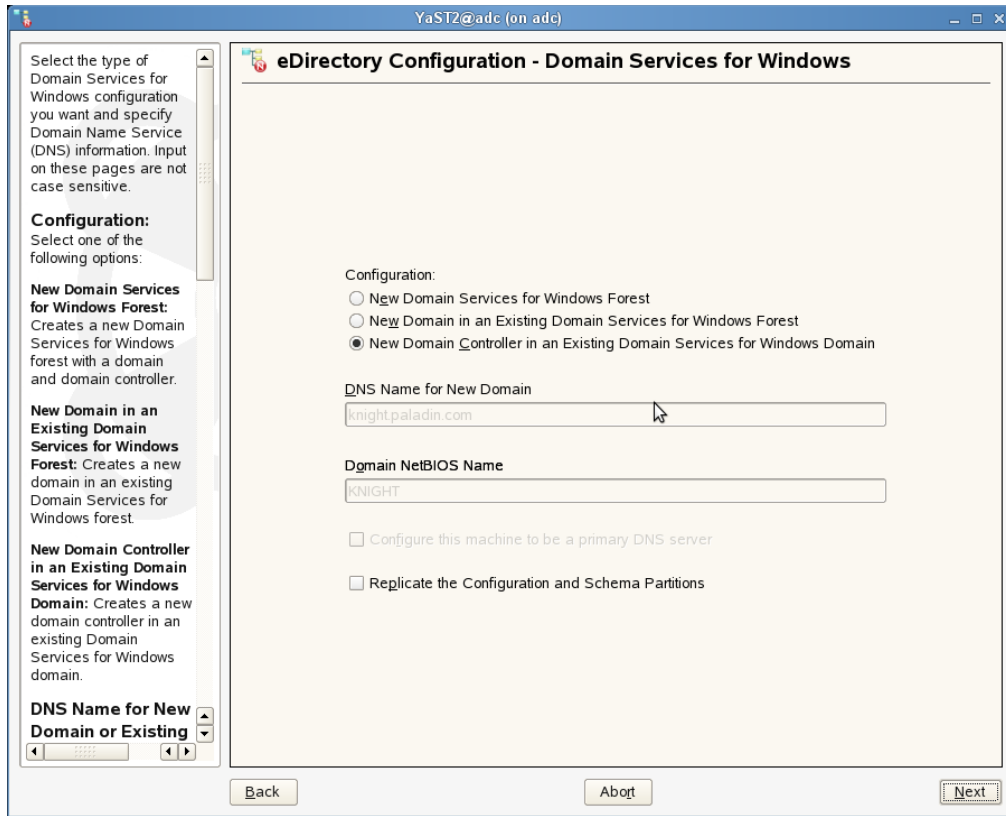 YaST2@adc (on adc)
Select the type of
Domain Services for
Windows configuration
you want and specify
Domain Name Service
(DNS) information. Input
on these pages are not
case sensitive.
Configuration:
Select one of the
following options:
New Domain Services
for Windows Forest:
Creates a new Domain
Services for Windows
forest with a domain
and domain controller.
New Domain in an
Existing Domain
Services for Windows
Forest: Creates a new
domain in an existing
Domain Services for
Windows forest.
New Domain Controller
in an Existing Domain
Services for Windows
Domain: Creates a new
domain controller in an
existing Domain
Services for Windows
domain.
DNS Name for New
Domain or Existing
eDirectory Configuration - Domain Services for Windows
Configuration:
New Domain Services for Windows Forest
New Domain in an Existing Domain Services for Windows Forest
New Domain Controller in an Existing Domain Services for Windows Domain
DNS Name for New Domain
knight.paladin.com
Domain NetBIOS Name
KNIGHT
Configure this machine to be a primary DNS server
Replicate the Configuration and Schema Partitions
Back
Abort
Next